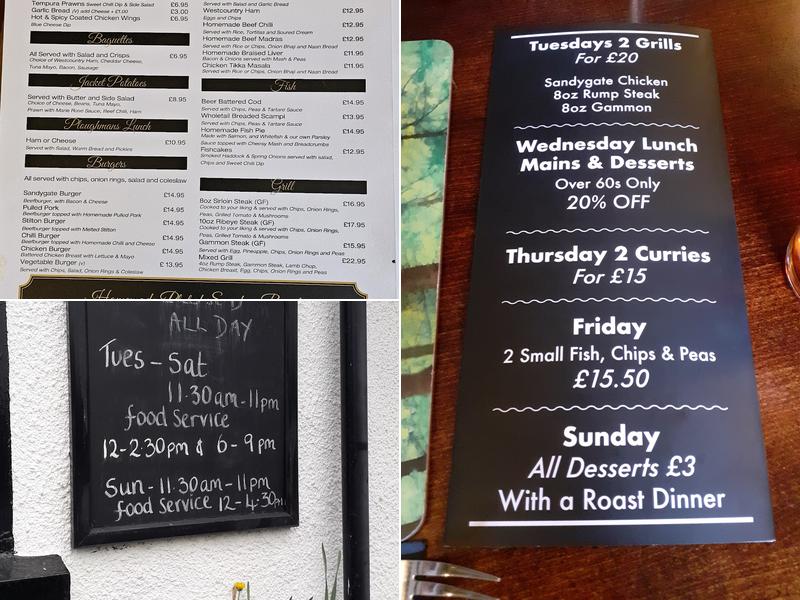 Tempura Prawns Sweet Chilli Dip & Side Salad £6.95
Garlic Bread (V) add Cheese + £1.00 £3.00
Hot & Spicy Coated Chicken Wings £6.95
Blue Cheese Dip
Baguettes
All Served with Salad and Crisps £6.95
Choice of Westcountry Ham, Cheddar Cheese,
Tuna Mayo, Bacon, Sausage
Jacket Potatoes
Served with Butter and Side Salad £8.95
Choice of Cheese, Beans, Tuna Mayo,
Prawn with Marie Rose Sauce, Beef Chilli, Ham
Ploughmans Lunch
Ham or Cheese £10.95
Served with Salad, Warm Bread and Pickles
Burgers
All served with chips, onion rings, salad and coleslaw
Sandygate Burger £14.95
Beefburger, with Bacon & Cheese
Pulled Pork £14.95
Beefburger topped with Homemade Pulled Pork
Stilton Burger £14.95
Beefburger topped with Melted Stilton
Chilli Burger £14.95
Beefburger topped with Homemade Chilli and Cheese
Chicken Burger £14.95
Battered Chicken Breast with Lettuce & Mayo
Vegetable Burger (v) £ 13.95
Served with Chips, Salad, Onion Rings & Coleslaw
Served with Salad and Garlic Bread
Westcountry Ham £12.95
Eggs and Chips
Homemade Beef Chilli £12.95
Served with Rice, Tortillas and Soured Cream
Homemade Beef Madras £12.95
Served with Rice or Chips, Onion Bhaji and Naan Bread
Homemade Braised Liver £11.95
Bacon & Onions served with Mash & Peas
Chicken Tikka Masala £11.95
Served with Rice or Chips, Onion Bhaji and Naan Bread
Fish
Beer Battered Cod £14.95
Served with Chips, Peas & Tartare Sauce
Wholetail Breaded Scampi £13.95
Served with Chips, Peas & Tartare Sauce
Homemade Fish Pie £14.95
Made with Salmon, and Whitefish & our own Parsley
Sauce topped with Cheesy Mash and Breadcrumbs
Fishcakes £12.95
Smoked Haddock & Spring Onions served with salad,
Chips and Sweet Chilli Dip
Grill
8oz Sirloin Steak (GF) £16.95
Cooked to your liking & served with Chips, Onion Rings,
Peas, Grilled Tomato & Mushrooms
10oz Ribeye Steak (GF) £17.95
Cooked to your liking & served with Chips, Onion Rings,
Peas, Grilled Tomato & Mushrooms
Gammon Steak (GF) £15.95
Served with Egg, Pineapple, Chips, Onion Rings and Peas
Mixed Grill £22.95
4oz Rump Steak, Gammon Steak, Lamb Chop,
Chicken Breast, Egg, Chips, Onion Rings and Peas
ALL DAY
Tues - Sat
11.30am - 11pm
food Service
12-2.30pm & 6-9pm
Sun - 11.30am - 11pm
food Service 12-4.30pm
Tuesdays 2 Grills
For £20
Sandygate Chicken
8oz Rump Steak
8oz Gammon
Wednesday Lunch
Mains & Desserts
Over 60s Only
20% OFF
Thursday 2 Curries
For £15
Friday
2 Small Fish, Chips & Peas
£15.50
Sunday
All Desserts £3
With a Roast Dinner